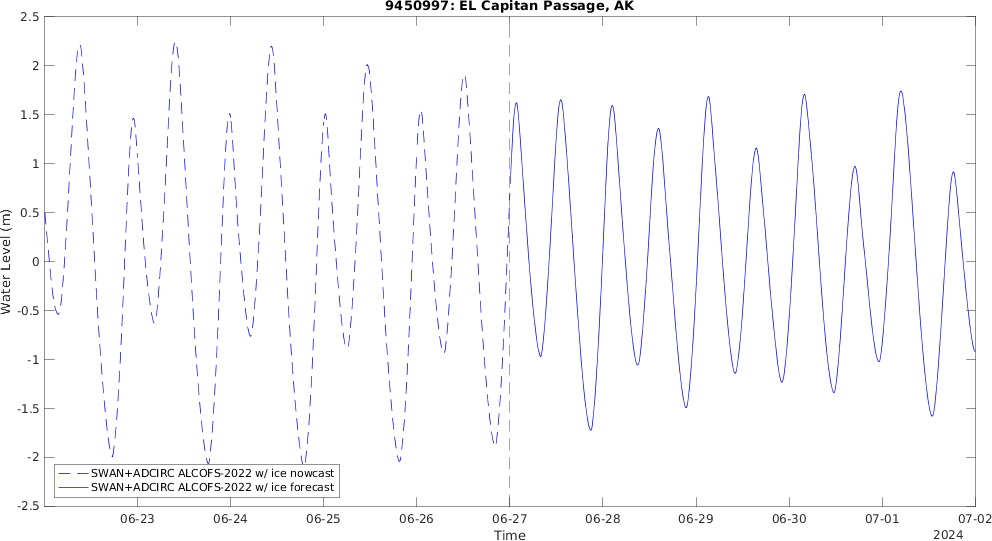 9450997: EL Capitan Passage, AK
2.5
2
1.5
1
0.5
0
-0.5
-1
-1.5
-2
-2.5
Water Level (m)
SWAN+ADCIRC ALCOFS-2022 w/ ice nowcast
SWAN+ADCIRC ALCOFS-2022 w/ ice forecast
06-23 06-24 06-25 06-26 06-27 06-28 06-29 06-30 07-01 07-02
Time
2024